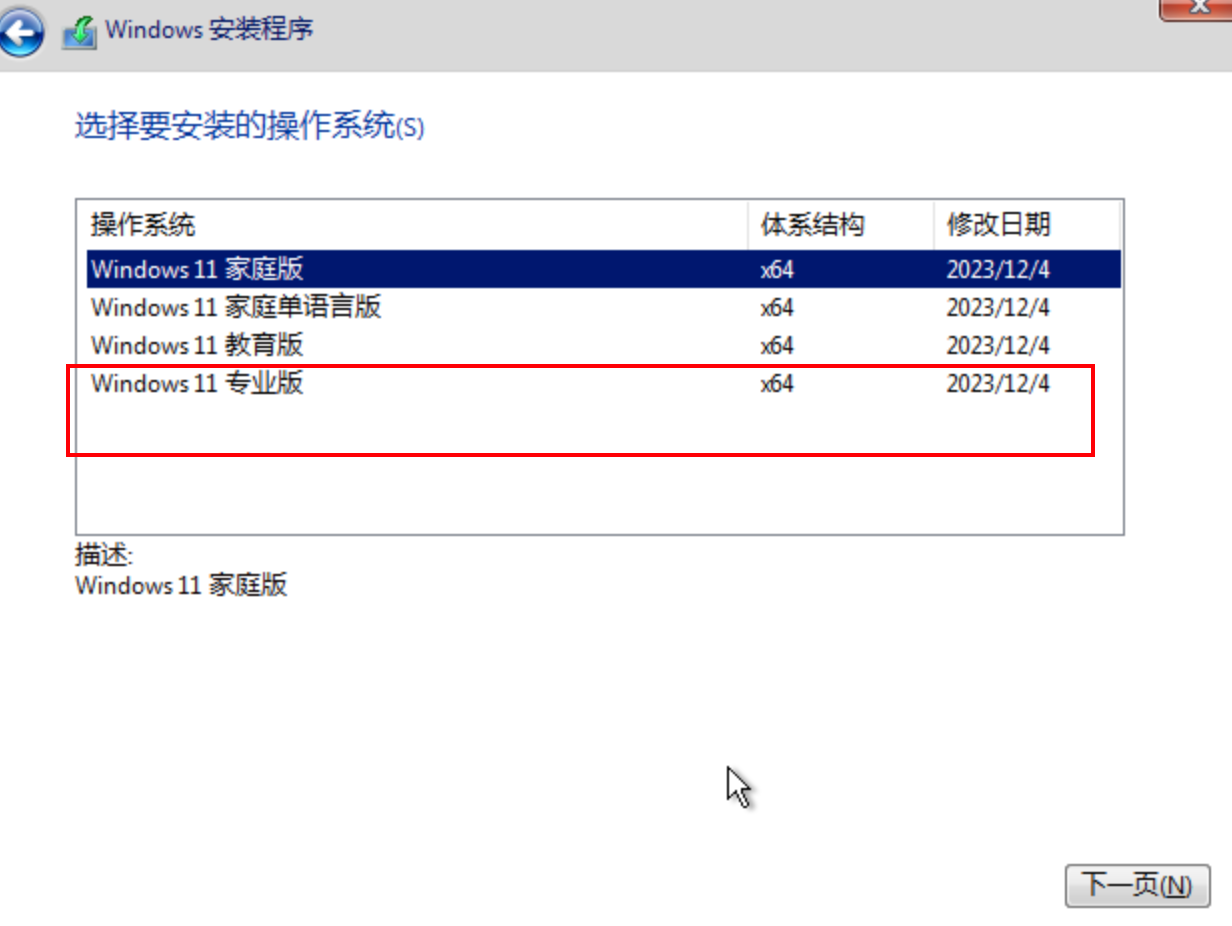 Windows 安装程序
选择要安装的操作系统(S)
操作系统 体系结构 修改日期
Windows 11 家庭版 x64 2023/12/4
Windows 11 家庭单语言版 x64 2023/12/4
Windows 11 教育版 x64 2023/12/4
Windows 11 专业版 x64 2023/12/4
描述:
Windows 11 家庭版
下一页(N)